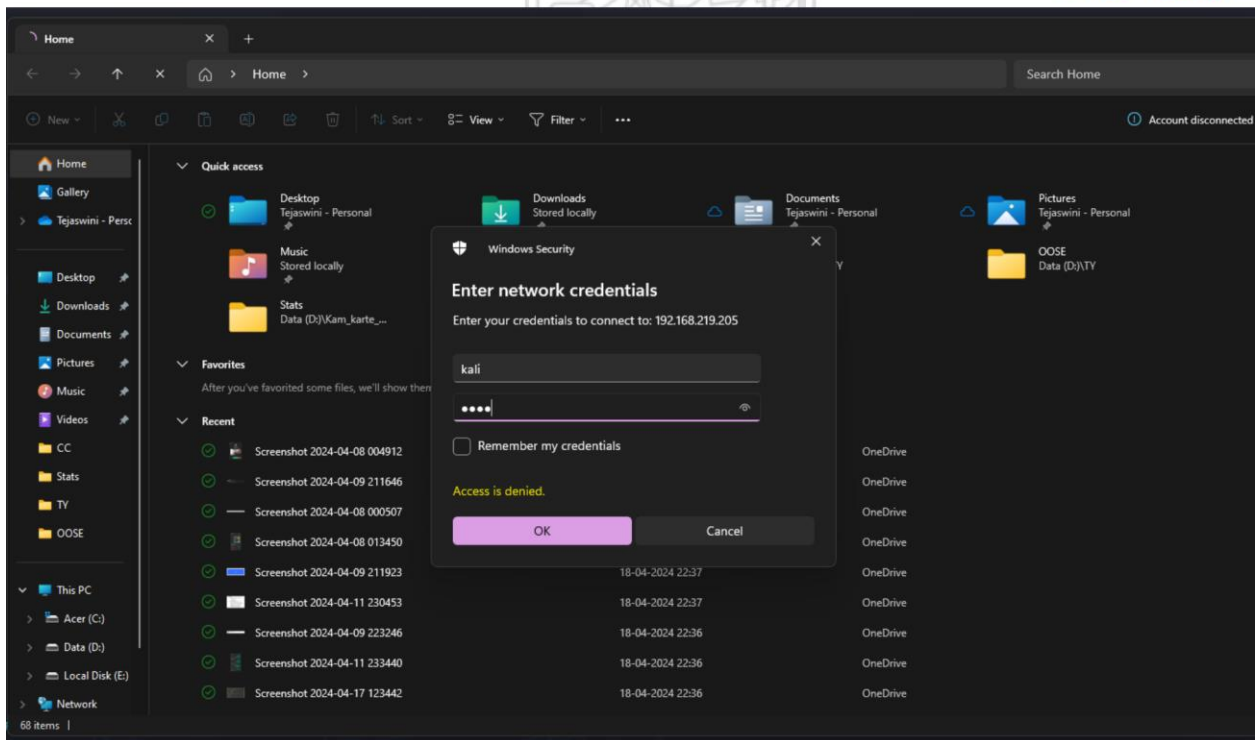 Home
Home
Search Home
New
Sort
View
Filter
Account disconnected
Home
Gallery
Tejaswini - Persc
Desktop
Downloads
Documents
Pictures
Music
Videos
CC
Stats
TY
OOSE
This PC
Acer (C:)
Data (D:)
Local Disk (E:)
Network
68 items
Quick access
Desktop
Tejaswini - Personal
Downloads
Stored locally
Documents
Tejaswini - Personal
Pictures
Tejaswini - Personal
Music
Stored locally
Y
OOSE
Data (D:)\TY
Stats
Data (D:)\Kam_karte_...
Favorites
After you've favorited some files, we'll show then
Recent
Screenshot 2024-04-08 004912
OneDrive
Screenshot 2024-04-09 211646
OneDrive
Screenshot 2024-04-08 000507
OneDrive
Screenshot 2024-04-08 013450
OneDrive
Screenshot 2024-04-09 211923
18-04-2024 22:37
OneDrive
Screenshot 2024-04-11 230453
18-04-2024 22:37
OneDrive
Screenshot 2024-04-09 223246
18-04-2024 22:36
OneDrive
Screenshot 2024-04-11 233440
18-04-2024 22:36
OneDrive
Screenshot 2024-04-17 123442
18-04-2024 22:36
OneDrive
Windows Security
Enter network credentials
Enter your credentials to connect to: 192.168.219.205
kali
••••
Remember my credentials
Access is denied.
OK
Cancel